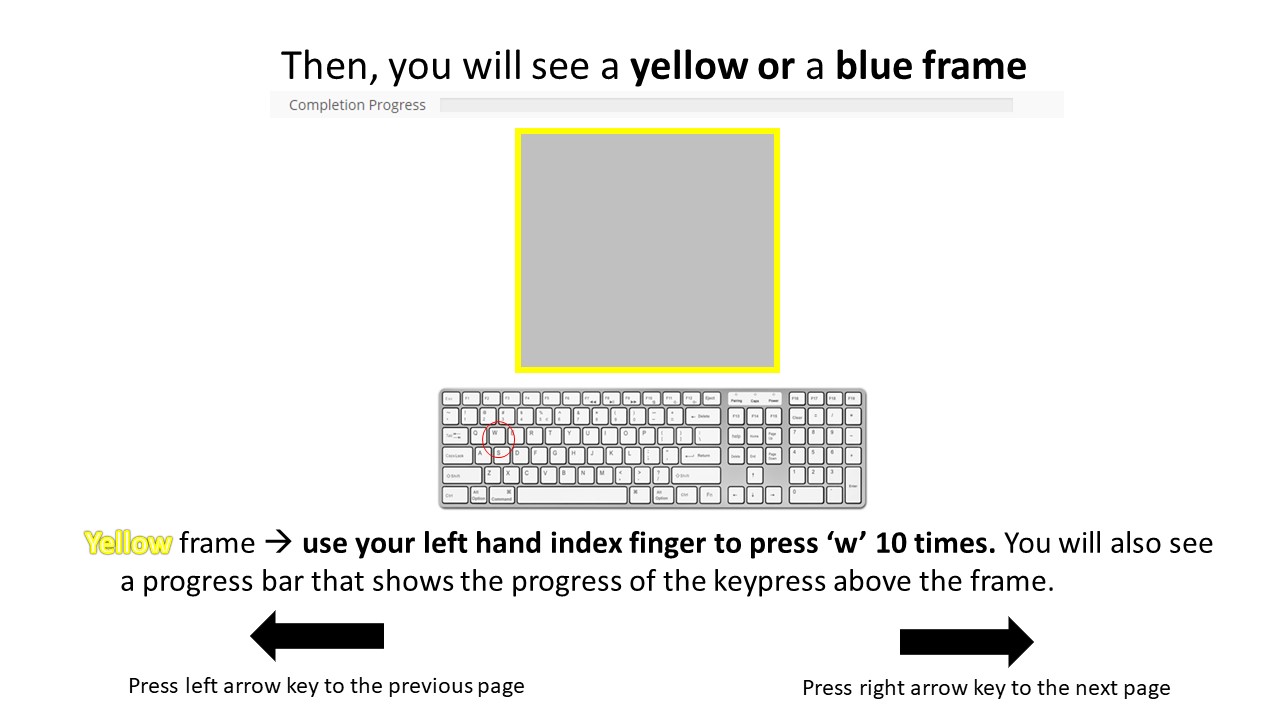 Then, you will see a yellow or a blue frame
Completion Progress
Yellow frame → use your left hand index finger to press ‘w’ 10 times. You will also see
a progress bar that shows the progress of the keypress above the frame.
Press left arrow key to the previous page
Press right arrow key to the next page